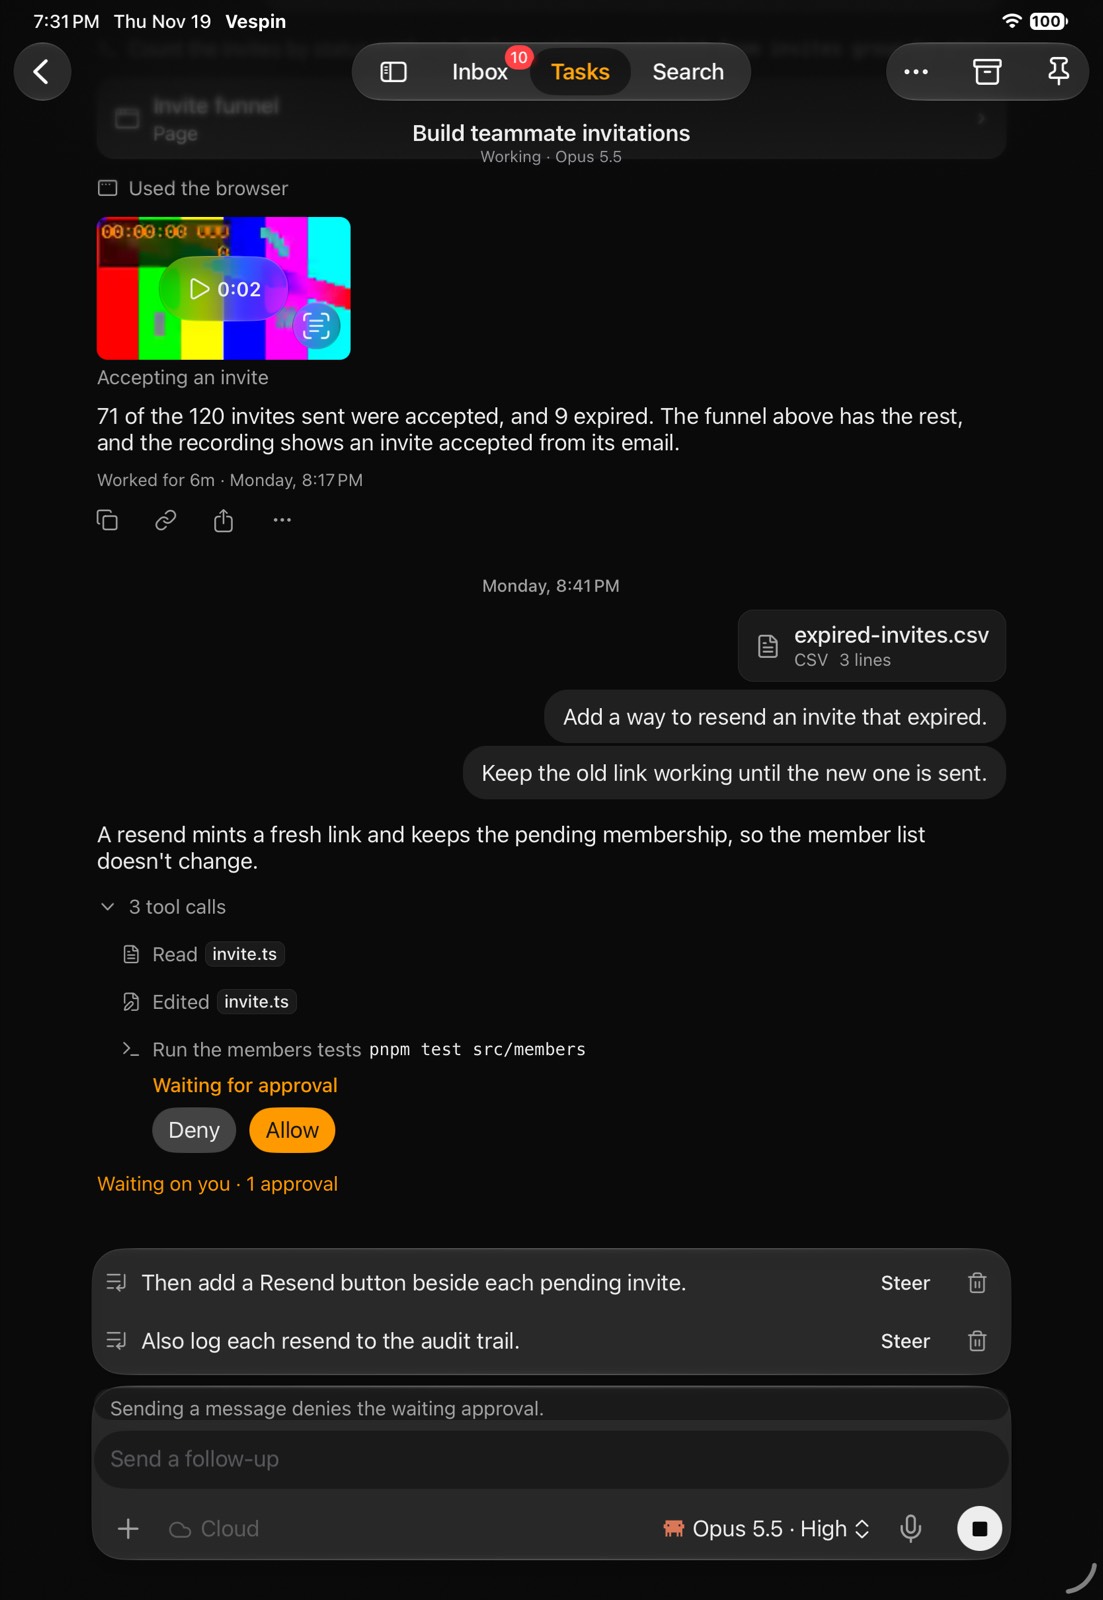 7:31 PM Thu Nov 19 Vespin
100
Inbox
10
Tasks
Search
Invite funnel
Page
Build teammate invitations
Working · Opus 5.5
Used the browser
00:00:00
0:02
Accepting an invite
71 of the 120 invites sent were accepted, and 9 expired. The funnel above has the rest,
and the recording shows an invite accepted from its email.
Worked for 6m · Monday, 8:17 PM
Monday, 8:41 PM
expired-invites.csv
CSV 3 lines
Add a way to resend an invite that expired.
Keep the old link working until the new one is sent.
A resend mints a fresh link and keeps the pending membership, so the member list
doesn't change.
3 tool calls
Read invite.ts
Edited invite.ts
Run the members tests pnpm test src/members
Waiting for approval
Deny
Allow
Waiting on you · 1 approval
Then add a Resend button beside each pending invite.
Steer
Also log each resend to the audit trail.
Steer
Sending a message denies the waiting approval.
Send a follow-up
Cloud
Opus 5.5 · High